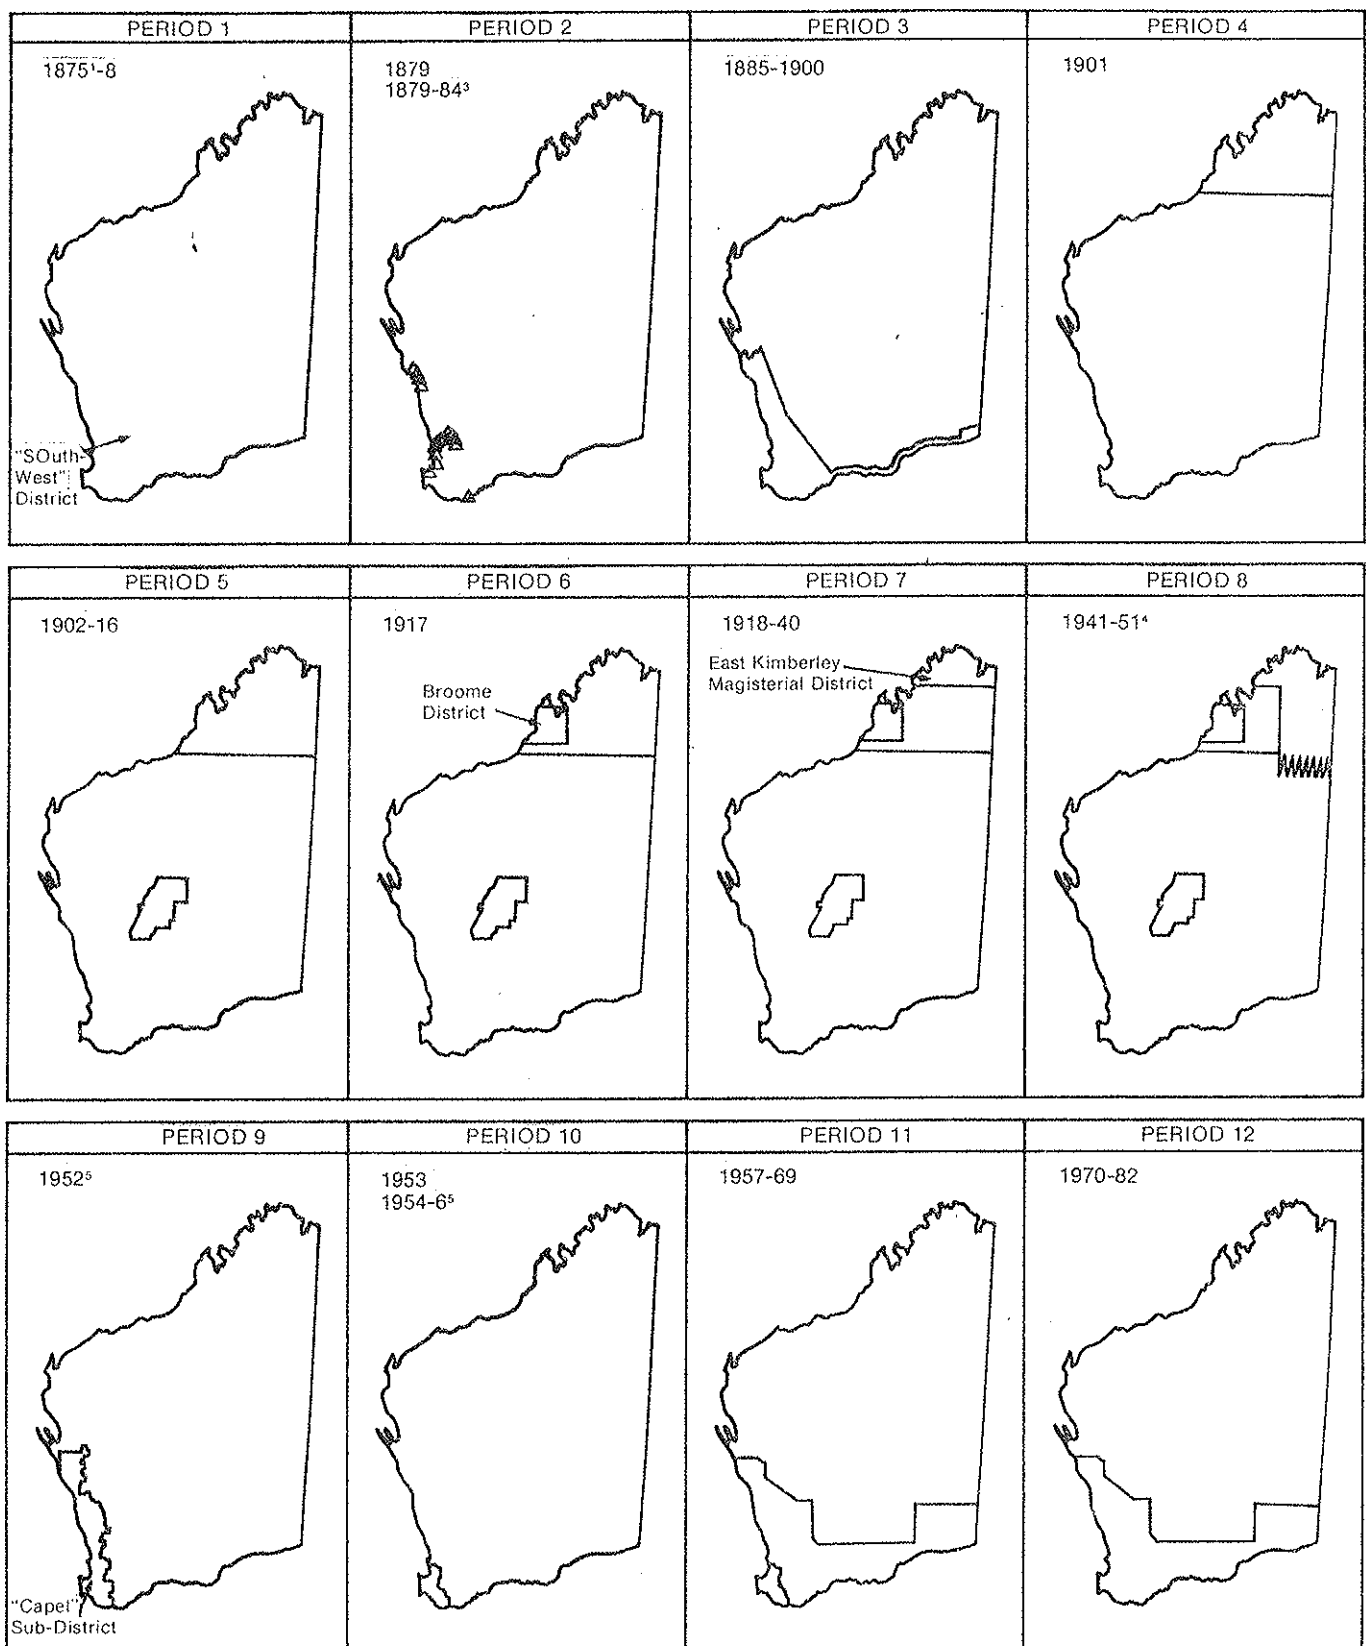 PERIOD 1
PERIOD 2
PERIOD 3
PERIOD 4
1875¹-8
1879
1879-84³
1885-1900
1901
"SOuth-
West"
District
PERIOD 5
PERIOD 6
PERIOD 7
PERIOD 8
1902-16
1917
1918-40
1941-51⁴
Broome
District
East Kimberley
Magisterial District
PERIOD 9
PERIOD 10
PERIOD 11
PERIOD 12
1952⁵
1953
1954-6⁵
1957-69
1970-82
"Capel"
Sub-District